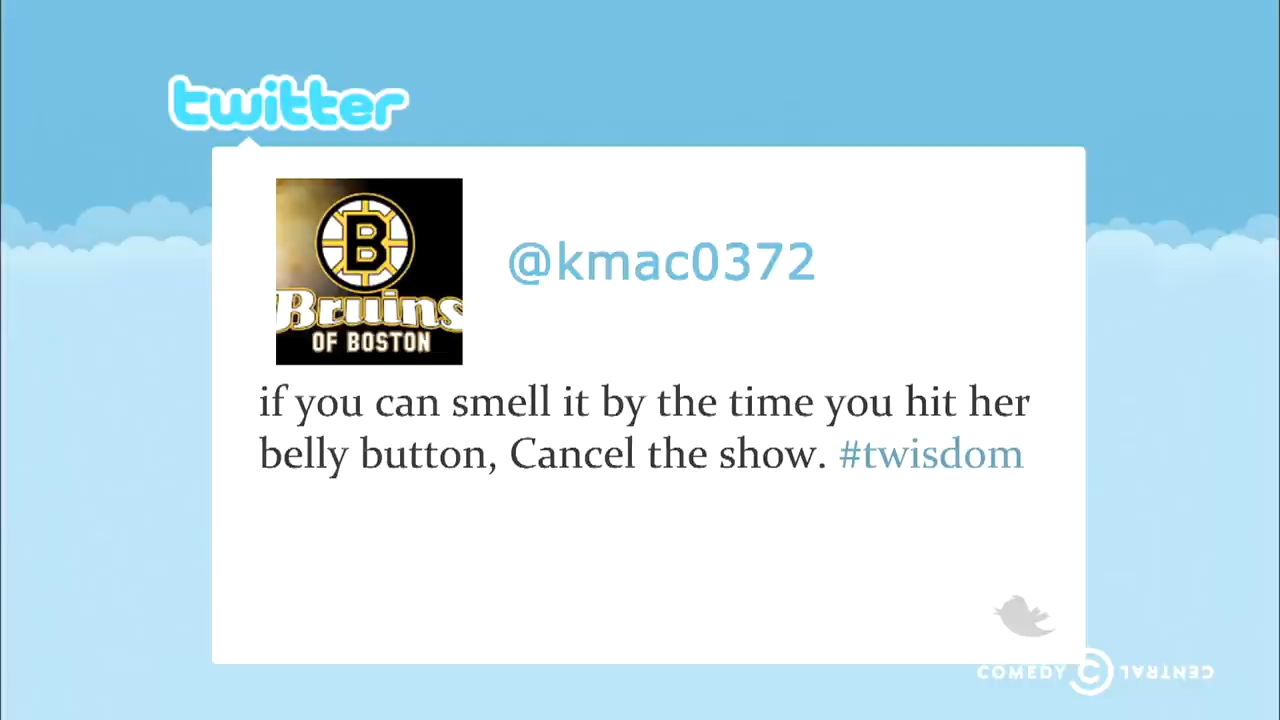 twitter
B
Bruins
OF BOSTON
@kmac0372
if you can smell it by the time you hit her
belly button, Cancel the show. #twisdom
COMEDY C CENTRAL